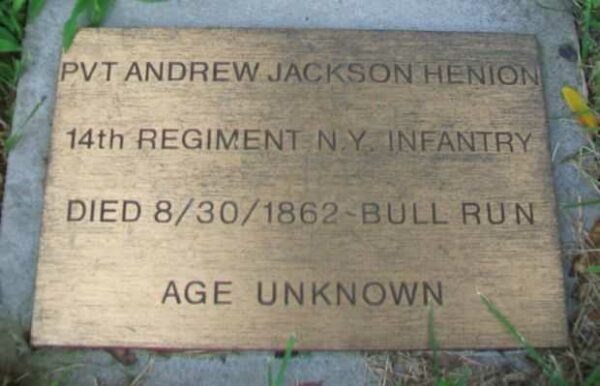 PVT ANDREW JACKSON HENION
14th REGIMENT N.Y. INFANTRY
DIED 8/30/1862-BULL RUN
AGE UNKNOWN